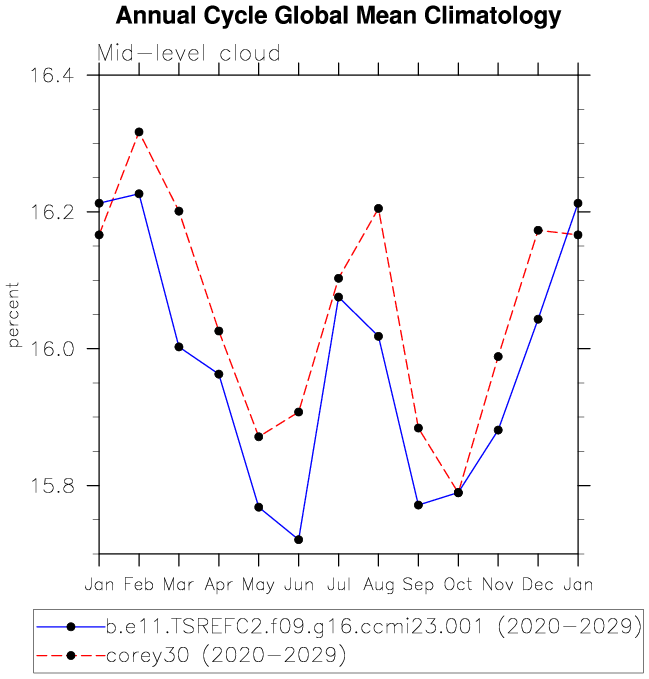 Annual Cycle Global Mean Climatology
Mid-level cloud
16.4
16.2
16.0
15.8
percent
Jan Feb Mar Apr May Jun Jul Aug Sep Oct Nov Dec Jan
b.e11.TSREFC2.f09.g16.ccmi23.001 (2020-2029)
corey30 (2020-2029)